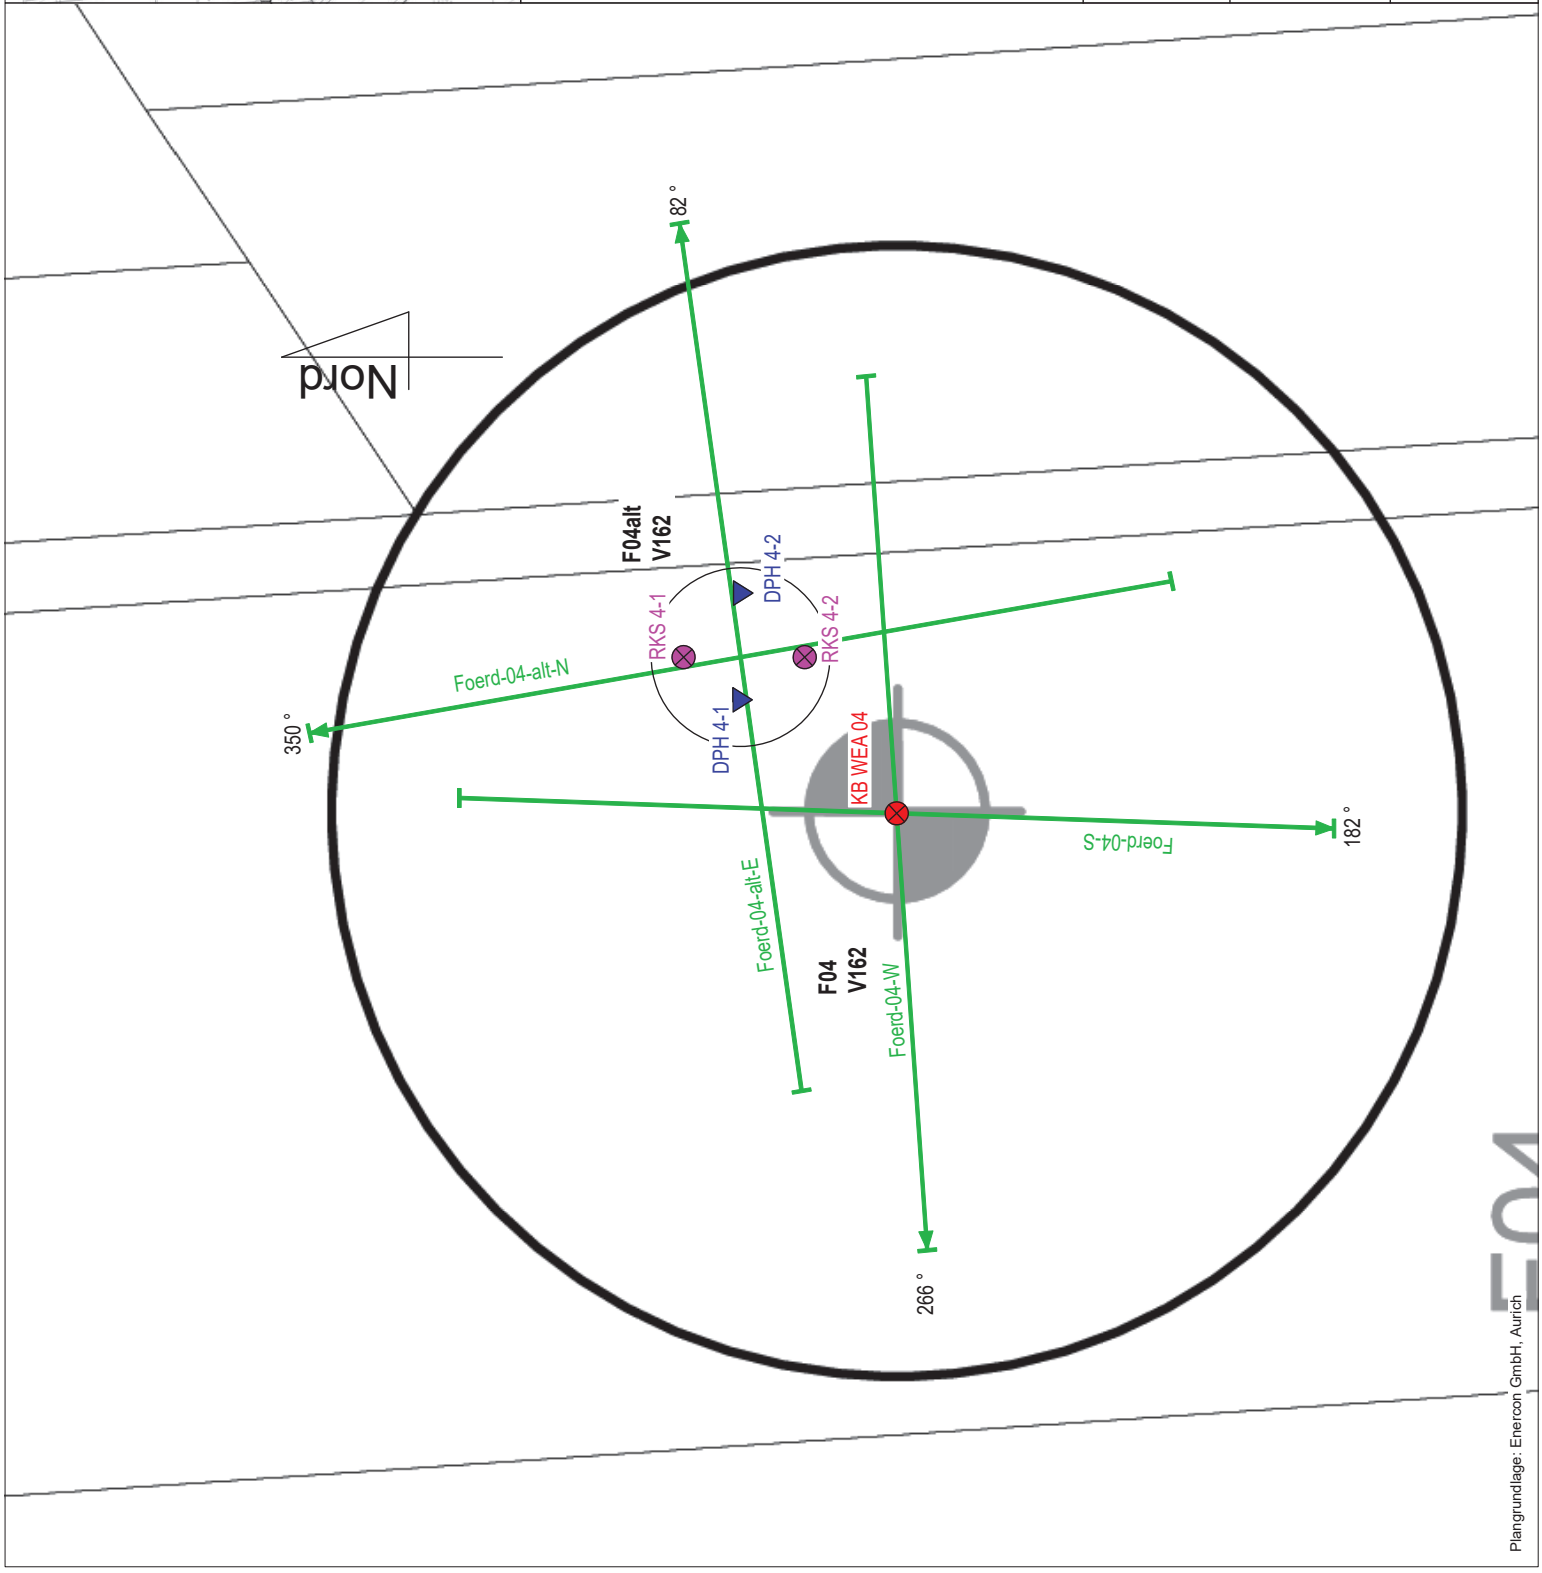 82 °
Nord
F04alt
V162
DPH 4-2
RKS 4-1
RKS 4-2
Foerd-04-alt-N
350 °
DPH 4-1
KB WEA 04
182 °
Foerd-04-S
Foerd-04-alt-E
F04
V162
Foerd-04-W
266 °
Plangrundlage: Enercon GmbH, Aurich